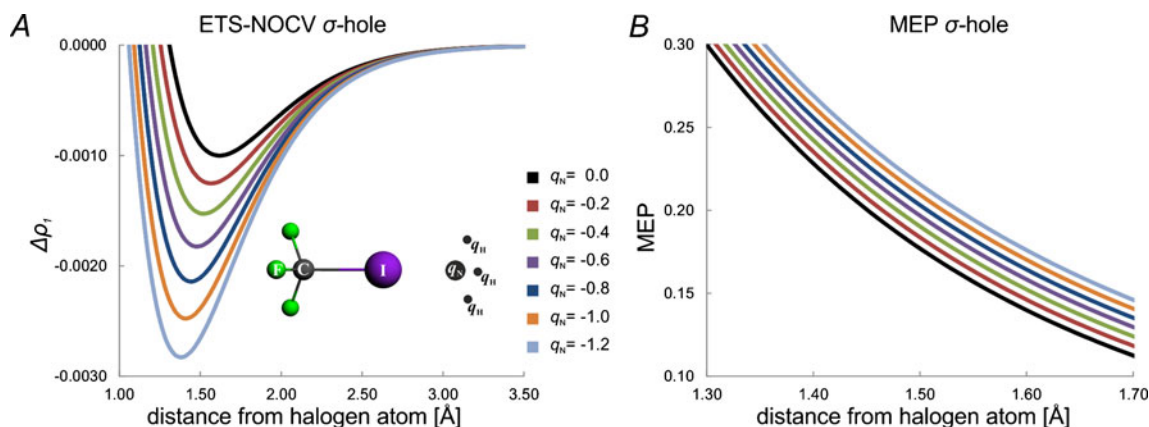 A ETS-NOCV σ-hole
0.0000
-0.0010
-0.0020
-0.0030
Δρ₁
1.00 1.50 2.00 2.50 3.00 3.50
distance from halogen atom [Å]
F C I
qH
qN
qH
qH
qN= 0.0
qN= -0.2
qN= -0.4
qN= -0.6
qN= -0.8
qN= -1.0
qN= -1.2
B MEP σ-hole
0.30
0.25
0.20
0.15
0.10
MEP
1.30 1.40 1.50 1.60 1.70
distance from halogen atom [Å]